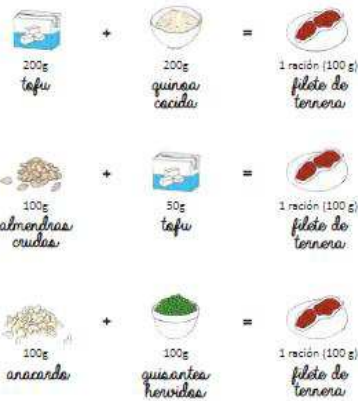 + =
200g 200g 1 ración (100 g)
tofu quinoa cocida filete de ternera
+ =
100g 50g 1 ración (100 g)
almendras crudas tofu filete de ternera
+ =
100g 100g 1 ración (100 g)
anacardo guisantes hervidos filete de ternera